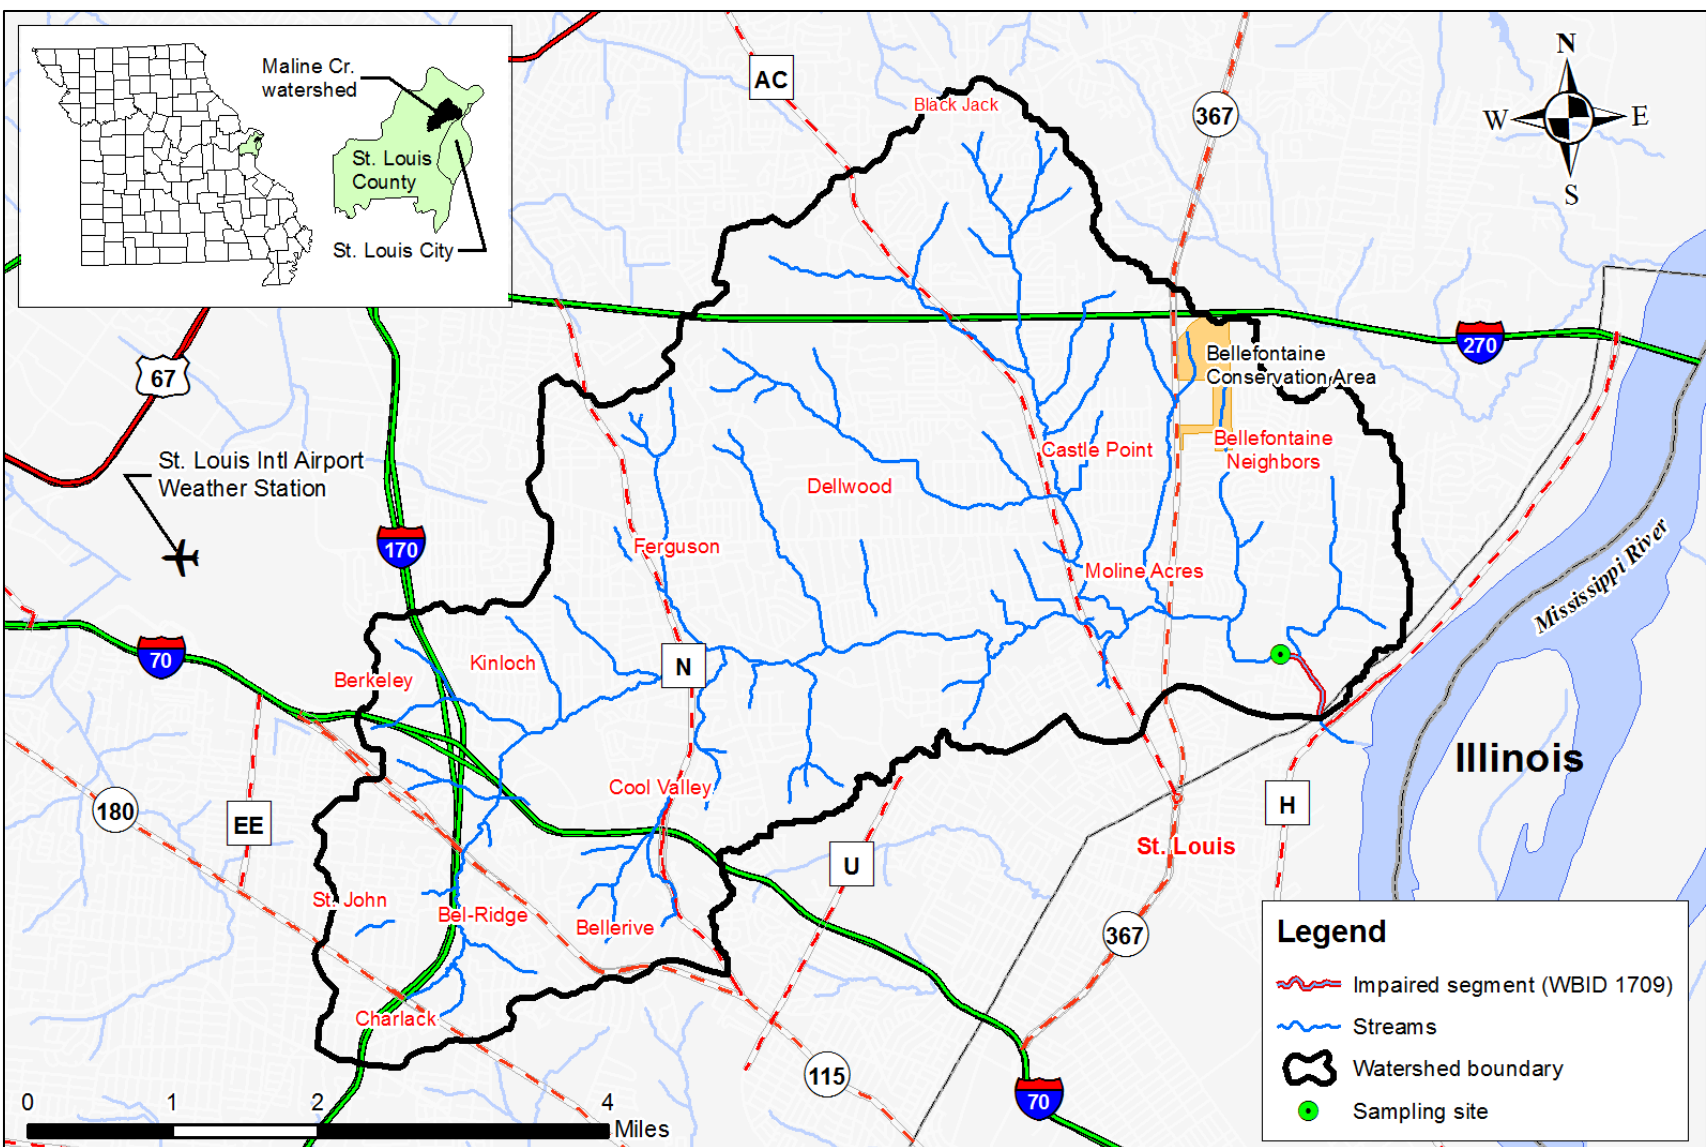 Maline Cr.
watershed
St. Louis
County
St. Louis City
AC
Black Jack
367
N
W
E
S
67
270
Bellefontaine
Conservation Area
St. Louis Intl Airport
Weather Station
Castle Point
Bellefontaine
Neighbors
Dellwood
170
Ferguson
Moline Acres
Mississippi River
70
Kinloch
N
Berkeley
Illinois
180
EE
Cool Valley
H
St. Louis
U
St. John
Bel-Ridge
Bellerive
367
Charlack
115
70
0
1
2
4
Miles
Legend
Impaired segment (WBID 1709)
Streams
Watershed boundary
Sampling site